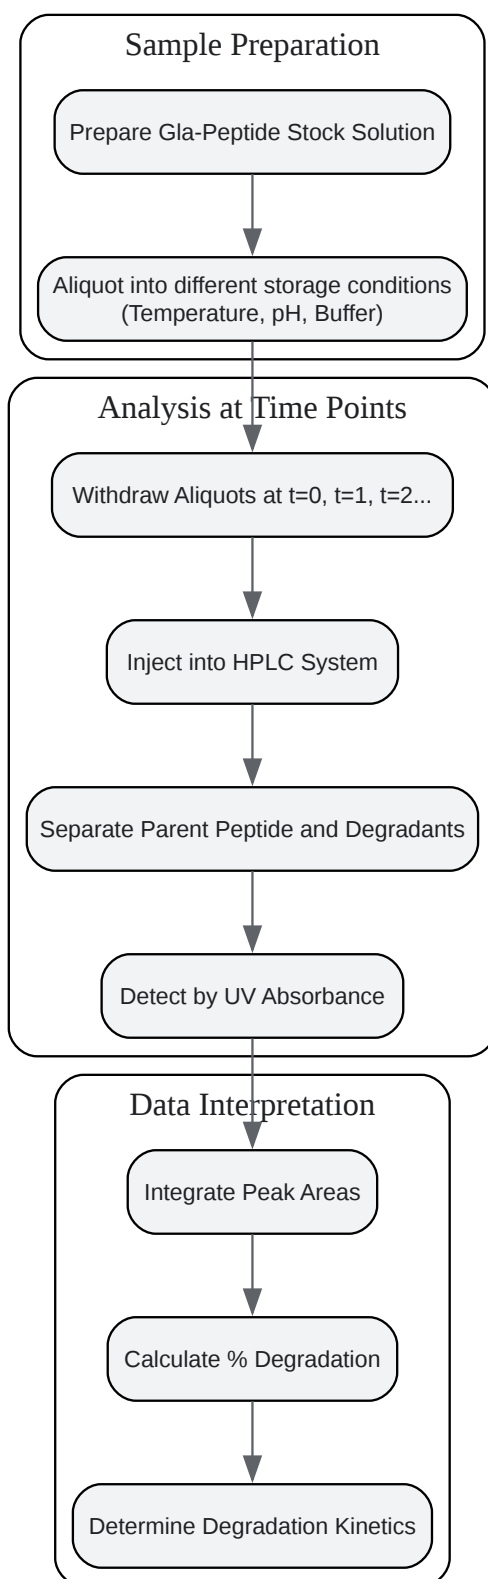 Sample Preparation
Prepare Gla-Peptide Stock Solution
Aliquot into different storage conditions
(Temperature, pH, Buffer)
Analysis at Time Points
Withdraw Aliquots at t=0, t=1, t=2...
Inject into HPLC System
Separate Parent Peptide and Degradants
Detect by UV Absorbance
Data Interpretation
Integrate Peak Areas
Calculate % Degradation
Determine Degradation Kinetics